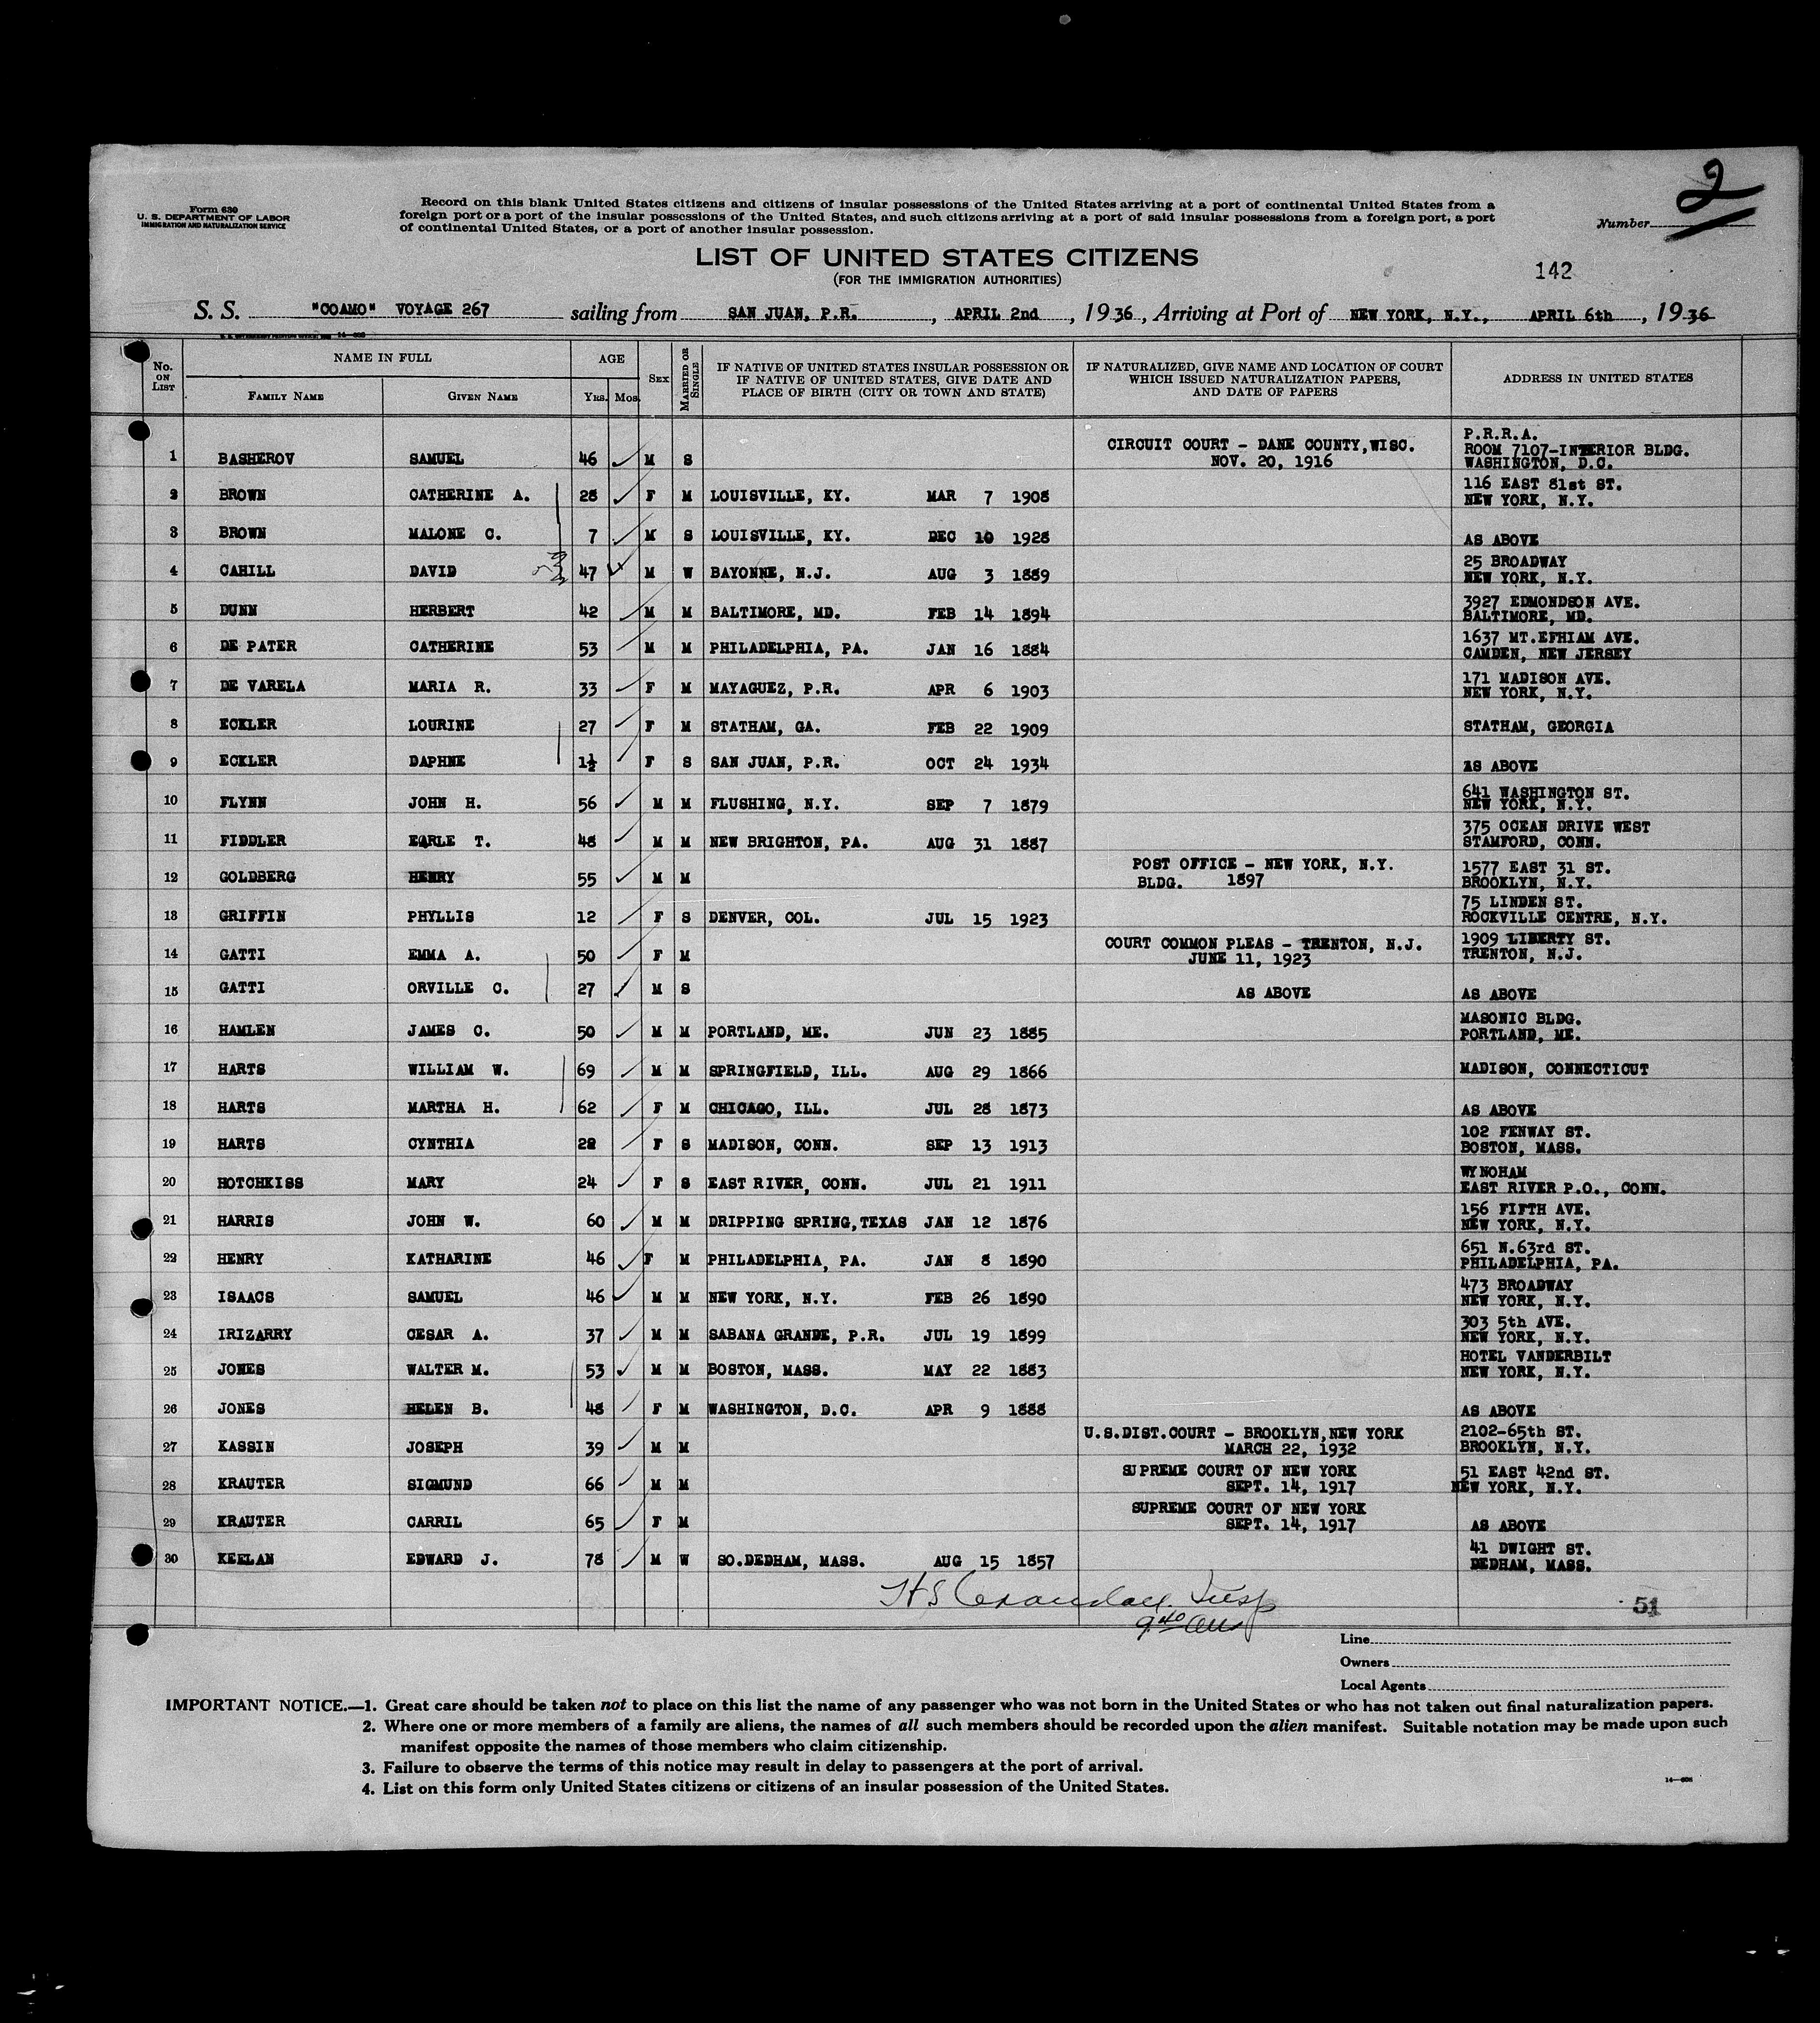 Form 630
U. S. DEPARTMENT OF LABOR
IMMIGRATION AND NATURALIZATION SERVICE
Record on this blank United States citizens and citizens of insular possessions of the United States arriving at a port of continental United States from a
foreign port or a port of the insular possessions of the United States, and such citizens arriving at a port of said insular possessions from a foreign port, a port
of continental United States, or a port of another insular possession.
Number 2
LIST OF UNITED STATES CITIZENS
(FOR THE IMMIGRATION AUTHORITIES)
142
S. S. "COAMO" VOYAGE 267 sailing from SAN JUAN, P.R. , APRIL 2nd , 1936, Arriving at Port of NEW YORK, N.Y., APRIL 6th , 1936
No. ON LIST
NAME IN FULL
FAMILY NAME
GIVEN NAME
AGE
YRS. MOS.
SEX
MARRIED OR SINGLE
IF NATIVE OF UNITED STATES INSULAR POSSESSION OR
IF NATIVE OF UNITED STATES, GIVE DATE AND
PLACE OF BIRTH (CITY OR TOWN AND STATE)
IF NATURALIZED, GIVE NAME AND LOCATION OF COURT
WHICH ISSUED NATURALIZATION PAPERS,
AND DATE OF PAPERS
ADDRESS IN UNITED STATES
1 BASHEROV SAMUEL 46 M S CIRCUIT COURT - DANE COUNTY, WISC. NOV. 20, 1916 P.R.R.A. ROOM 7107-INTERIOR BLDG. WASHINGTON, D.C.
2 BROWN CATHERINE A. 28 F M LOUISVILLE, KY. MAR 7 1908 116 EAST 81st ST. NEW YORK, N.Y.
3 BROWN MALONE C. 7 M S LOUISVILLE, KY. DEC 10 1928 AS ABOVE
4 CAHILL DAVID 47 M W BAYONNE, N.J. AUG 3 1889 25 BROADWAY NEW YORK, N.Y.
5 DUNN HERBERT 42 M M BALTIMORE, MD. FEB 14 1894 3927 EDMONDSON AVE. BALTIMORE, MD.
6 DE PATER CATHERINE 53 M M PHILADELPHIA, PA. JAN 16 1884 1637 MT.EFHIAM AVE. CAMDEN, NEW JERSEY
7 DE VARELA MARIA R. 33 F M MAYAGUEZ, P.R. APR 6 1903 171 MADISON AVE. NEW YORK, N.Y.
8 ECKLER LOURINE 27 F M STATHAM, GA. FEB 22 1909 STATHAM, GEORGIA
9 ECKLER DAPHNE 1½ F S SAN JUAN, P.R. OCT 24 1934 AS ABOVE
10 FLYNN JOHN H. 56 M M FLUSHING, N.Y. SEP 7 1879 641 WASHINGTON ST. NEW YORK, N.Y.
11 FIDDLER EARLE T. 48 M M NEW BRIGHTON, PA. AUG 31 1887 375 OCEAN DRIVE WEST STAMFORD, CONN.
12 GOLDBERG HENRY 55 M M POST OFFICE - NEW YORK, N.Y. BLDG. 1897 1577 EAST 31 ST. BROOKLYN, N.Y.
13 GRIFFIN PHYLLIS 12 F S DENVER, COL. JUL 15 1923 75 LINDEN ST. ROCKVILLE CENTRE, N.Y.
14 GATTI EMMA A. 50 F M COURT COMMON PLEAS - TRENTON, N.J. JUNE 11, 1923 1909 LIBERTY ST. TRENTON, N.J.
15 GATTI ORVILLE C. 27 M S AS ABOVE AS ABOVE
16 HAMLEN JAMES C. 50 M M PORTLAND, ME. JUN 23 1885 MASONIC BLDG. PORTLAND, ME.
17 HARTS WILLIAM W. 69 M M SPRINGFIELD, ILL. AUG 29 1866 MADISON, CONNECTICUT
18 HARTS MARTHA H. 62 F M CHICAGO, ILL. JUL 28 1873 AS ABOVE
19 HARTS CYNTHIA 22 F S MADISON, CONN. SEP 13 1913 102 FENWAY ST. BOSTON, MASS.
20 HOTCHKISS MARY 24 F S EAST RIVER, CONN. JUL 21 1911 WYNOHAM EAST RIVER P.O., CONN.
21 HARRIS JOHN W. 60 M M DRIPPING SPRING, TEXAS JAN 12 1876 156 FIFTH AVE. NEW YORK, N.Y.
22 HENRY KATHARINE 46 F M PHILADELPHIA, PA. JAN 8 1890 651 N.63rd ST. PHILADELPHIA, PA.
23 ISAACS SAMUEL 46 M M NEW YORK, N.Y. FEB 26 1890 473 BROADWAY NEW YORK, N.Y.
24 IRIZARRY CESAR A. 37 M M SABANA GRANDE, P.R. JUL 19 1899 303 5th AVE. NEW YORK, N.Y.
25 JONES WALTER M. 53 M M BOSTON, MASS. MAY 22 1883 HOTEL VANDERBILT NEW YORK, N.Y.
26 JONES HELEN B. 48 F M WASHINGTON, D.C. APR 9 1888 AS ABOVE
27 KASSIN JOSEPH 39 M M U.S.DIST.COURT - BROOKLYN, NEW YORK MARCH 22, 1932 2102-65th ST. BROOKLYN, N.Y.
28 KRAUTER SIGMUND 66 M M SUPREME COURT OF NEW YORK SEPT. 14, 1917 51 EAST 42nd ST. NEW YORK, N.Y.
29 KRAUTER CARRIL 65 F M SUPREME COURT OF NEW YORK SEPT. 14, 1917 AS ABOVE
30 KEELAN EDWARD J. 78 M W SO.DEDHAM, MASS. AUG 15 1857 41 DWIGHT ST. DEDHAM, MASS.
51
Line
Owners
Local Agents
IMPORTANT NOTICE.—1. Great care should be taken not to place on this list the name of any passenger who was not born in the United States or who has not taken out final naturalization papers.
2. Where one or more members of a family are aliens, the names of all such members should be recorded upon the alien manifest. Suitable notation may be made upon such
manifest opposite the names of those members who claim citizenship.
3. Failure to observe the terms of this notice may result in delay to passengers at the port of arrival.
4. List on this form only United States citizens or citizens of an insular possession of the United States.